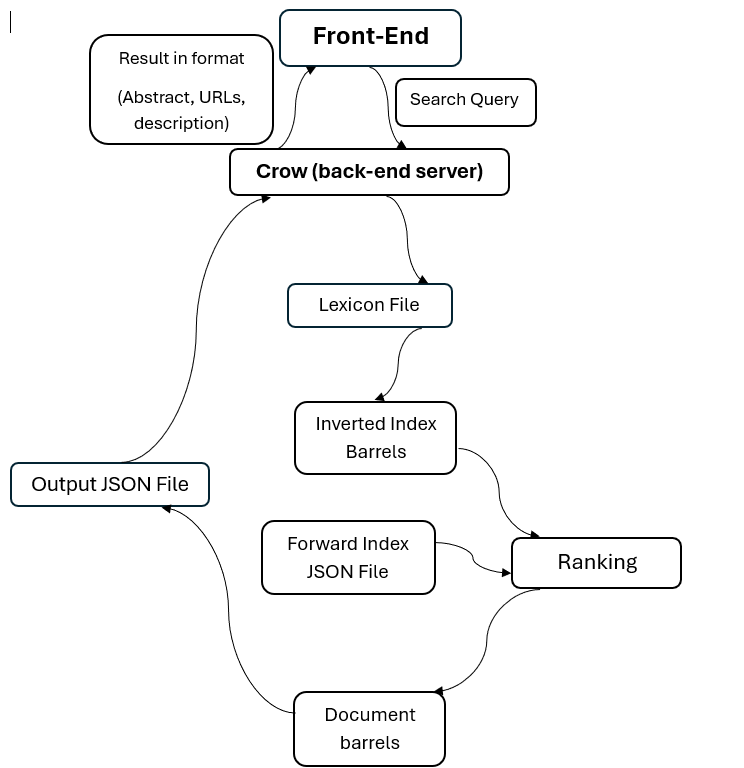 Front-End
Result in format
(Abstract, URLs,
description)
Search Query
Crow (back-end server)
Lexicon File
Inverted Index
Barrels
Output JSON File
Forward Index
JSON File
Ranking
Document
barrels